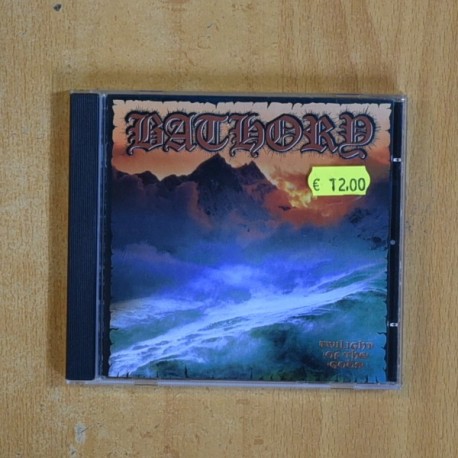 BATHORY
€ 12.00
Twilight
of the
Gods